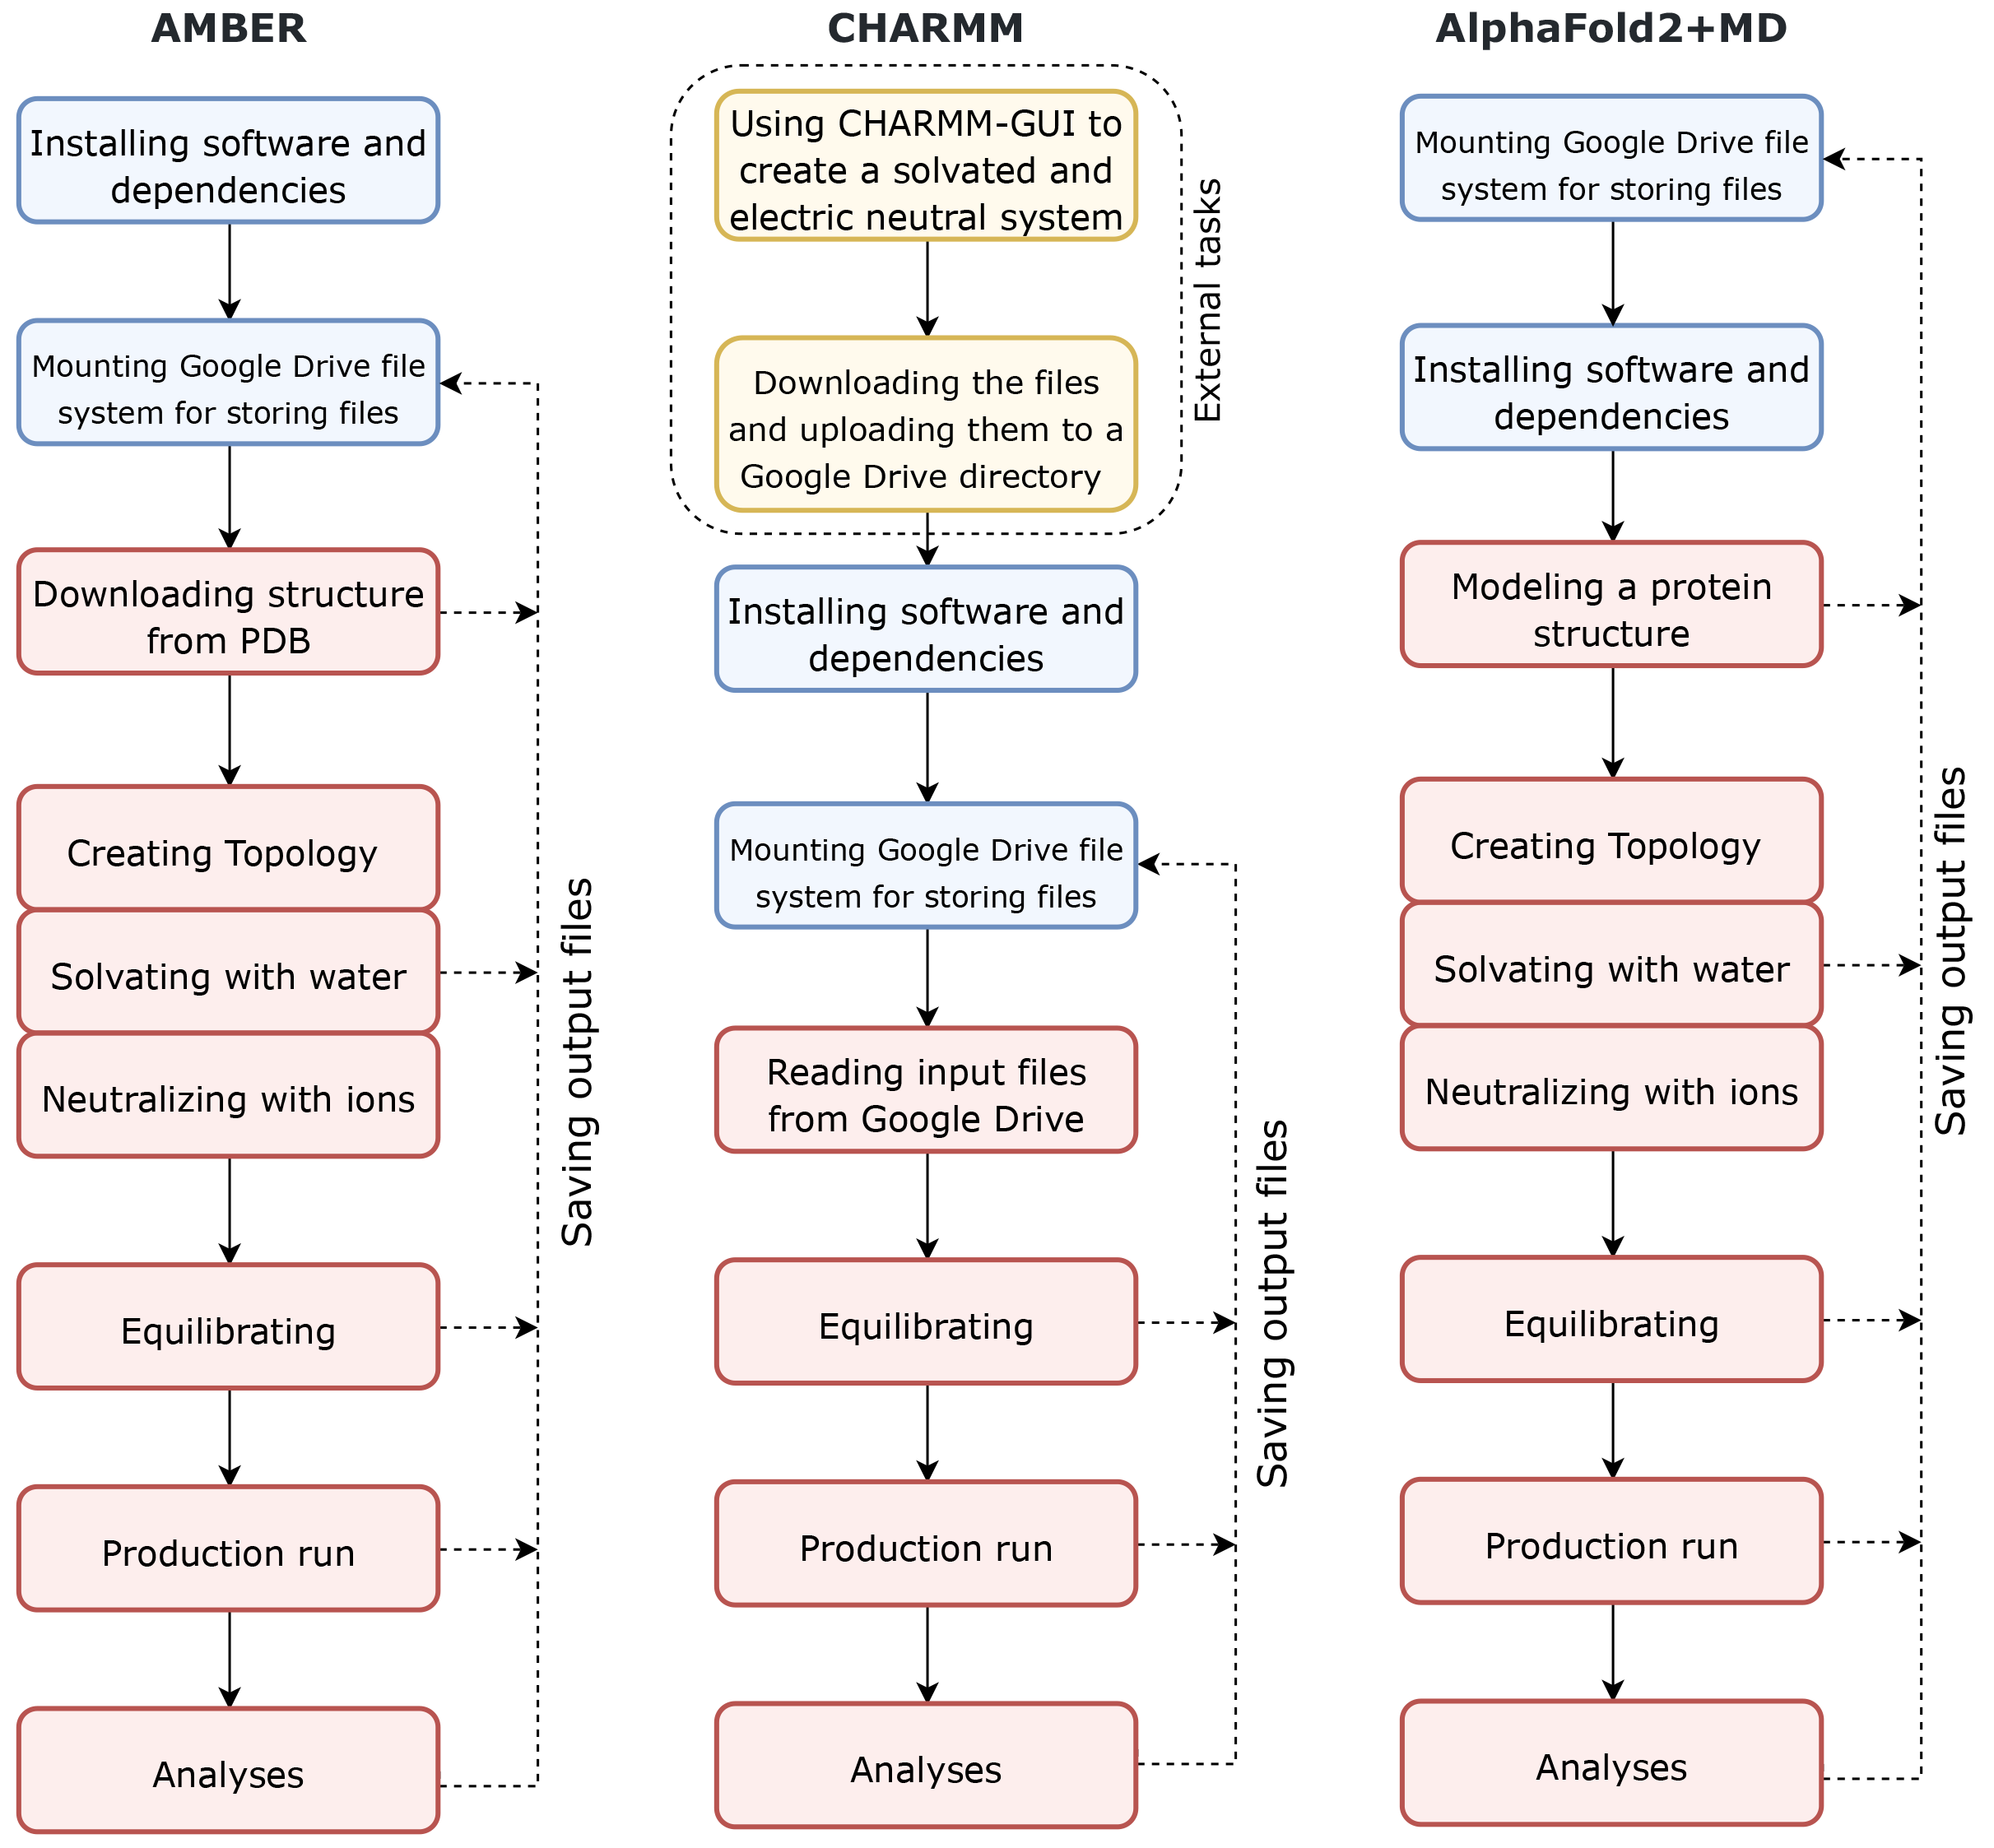 AMBER
Installing software and
dependencies
Mounting Google Drive file
system for storing files
Downloading structure
from PDB
Creating Topology
Solvating with water
Neutralizing with ions
Equilibrating
Production run
Analyses
Saving output files
CHARMM
Using CHARMM-GUI to
create a solvated and
electric neutral system
Downloading the files
and uploading them to a
Google Drive directory
External tasks
Installing software and
dependencies
Mounting Google Drive file
system for storing files
Reading input files
from Google Drive
Equilibrating
Production run
Analyses
Saving output files
AlphaFold2+MD
Mounting Google Drive file
system for storing files
Installing software and
dependencies
Modeling a protein
structure
Creating Topology
Solvating with water
Neutralizing with ions
Equilibrating
Production run
Analyses
Saving output files